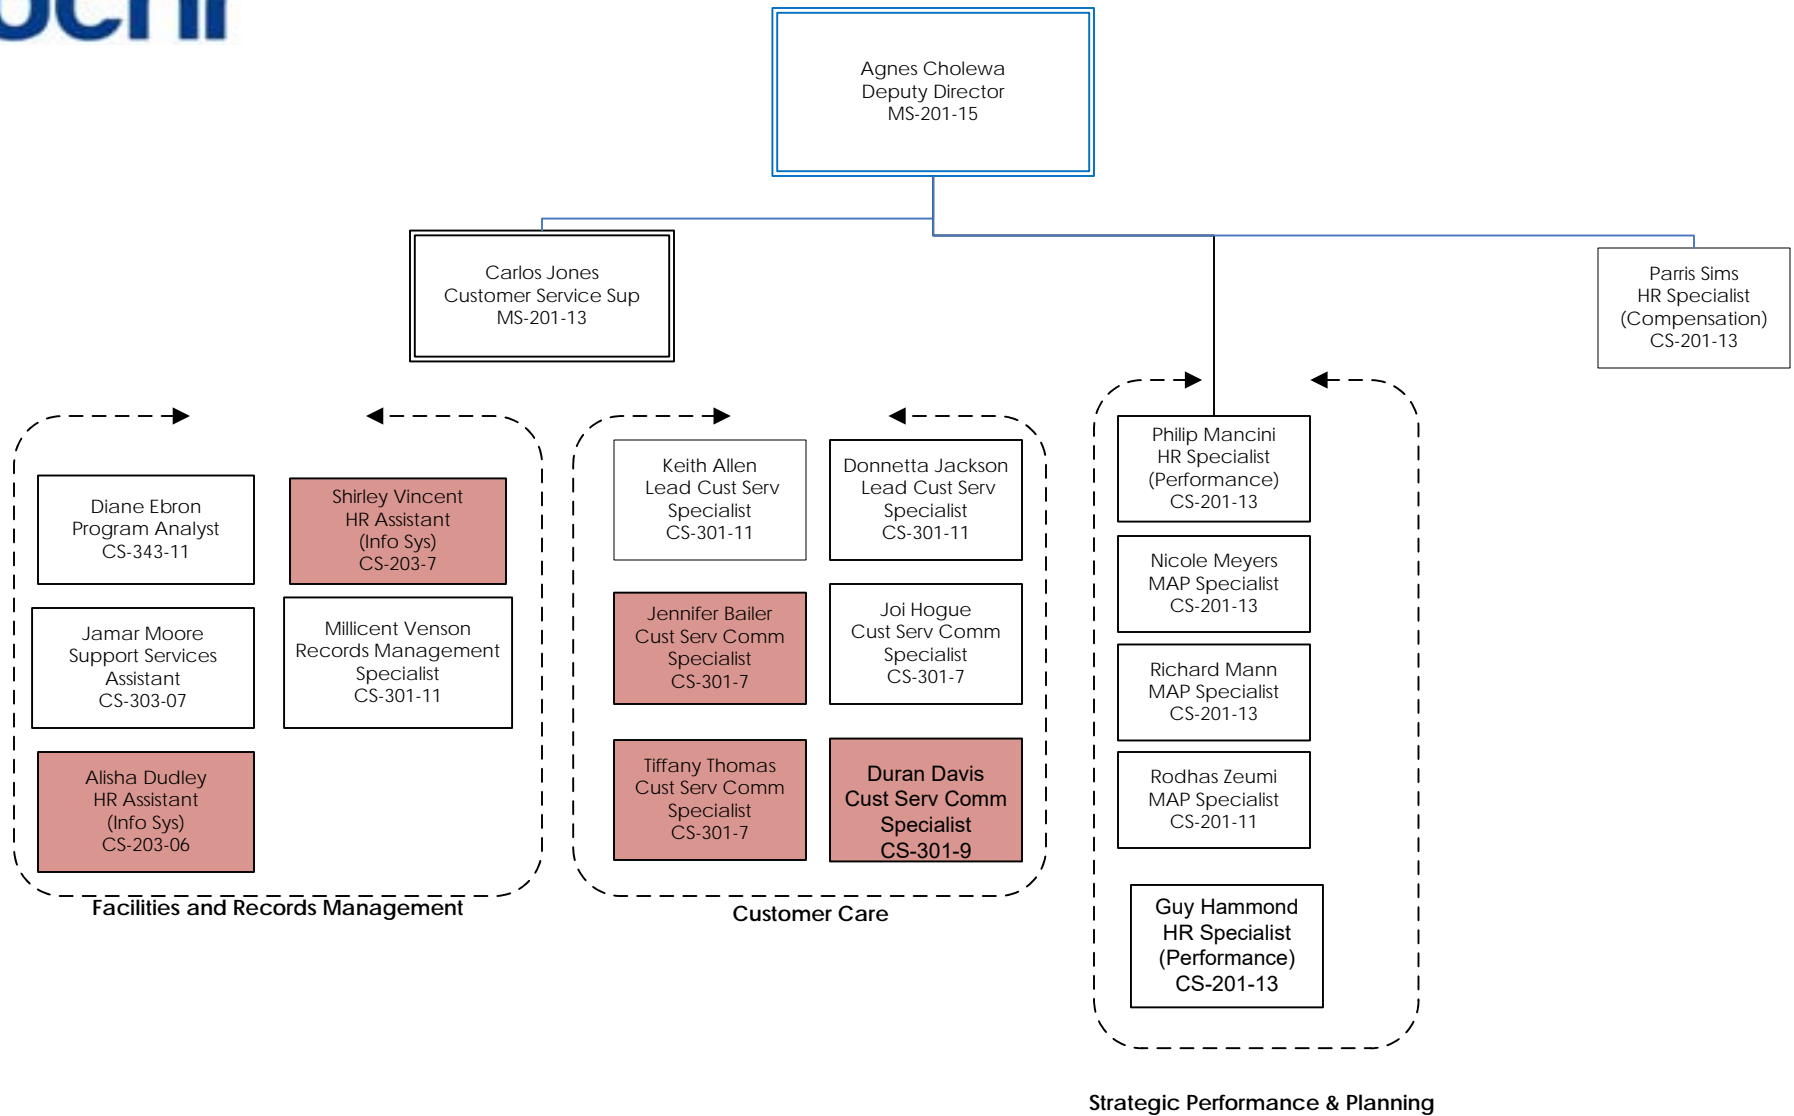 Agnes Cholewa
Deputy Director
MS-201-15
Carlos Jones
Customer Service Sup
MS-201-13
Parris Sims
HR Specialist
(Compensation)
CS-201-13
Diane Ebron
Program Analyst
CS-343-11
Shirley Vincent
HR Assistant
(Info Sys)
CS-203-7
Jamar Moore
Support Services
Assistant
CS-303-07
Millicent Venson
Records Management
Specialist
CS-301-11
Alisha Dudley
HR Assistant
(Info Sys)
CS-203-06
Facilities and Records Management
Keith Allen
Lead Cust Serv
Specialist
CS-301-11
Donnetta Jackson
Lead Cust Serv
Specialist
CS-301-11
Jennifer Bailer
Cust Serv Comm
Specialist
CS-301-7
Joi Hogue
Cust Serv Comm
Specialist
CS-301-7
Tiffany Thomas
Cust Serv Comm
Specialist
CS-301-7
Duran Davis
Cust Serv Comm
Specialist
CS-301-9
Customer Care
Philip Mancini
HR Specialist
(Performance)
CS-201-13
Nicole Meyers
MAP Specialist
CS-201-13
Richard Mann
MAP Specialist
CS-201-13
Rodhas Zeumi
MAP Specialist
CS-201-11
Guy Hammond
HR Specialist
(Performance)
CS-201-13
Strategic Performance & Planning